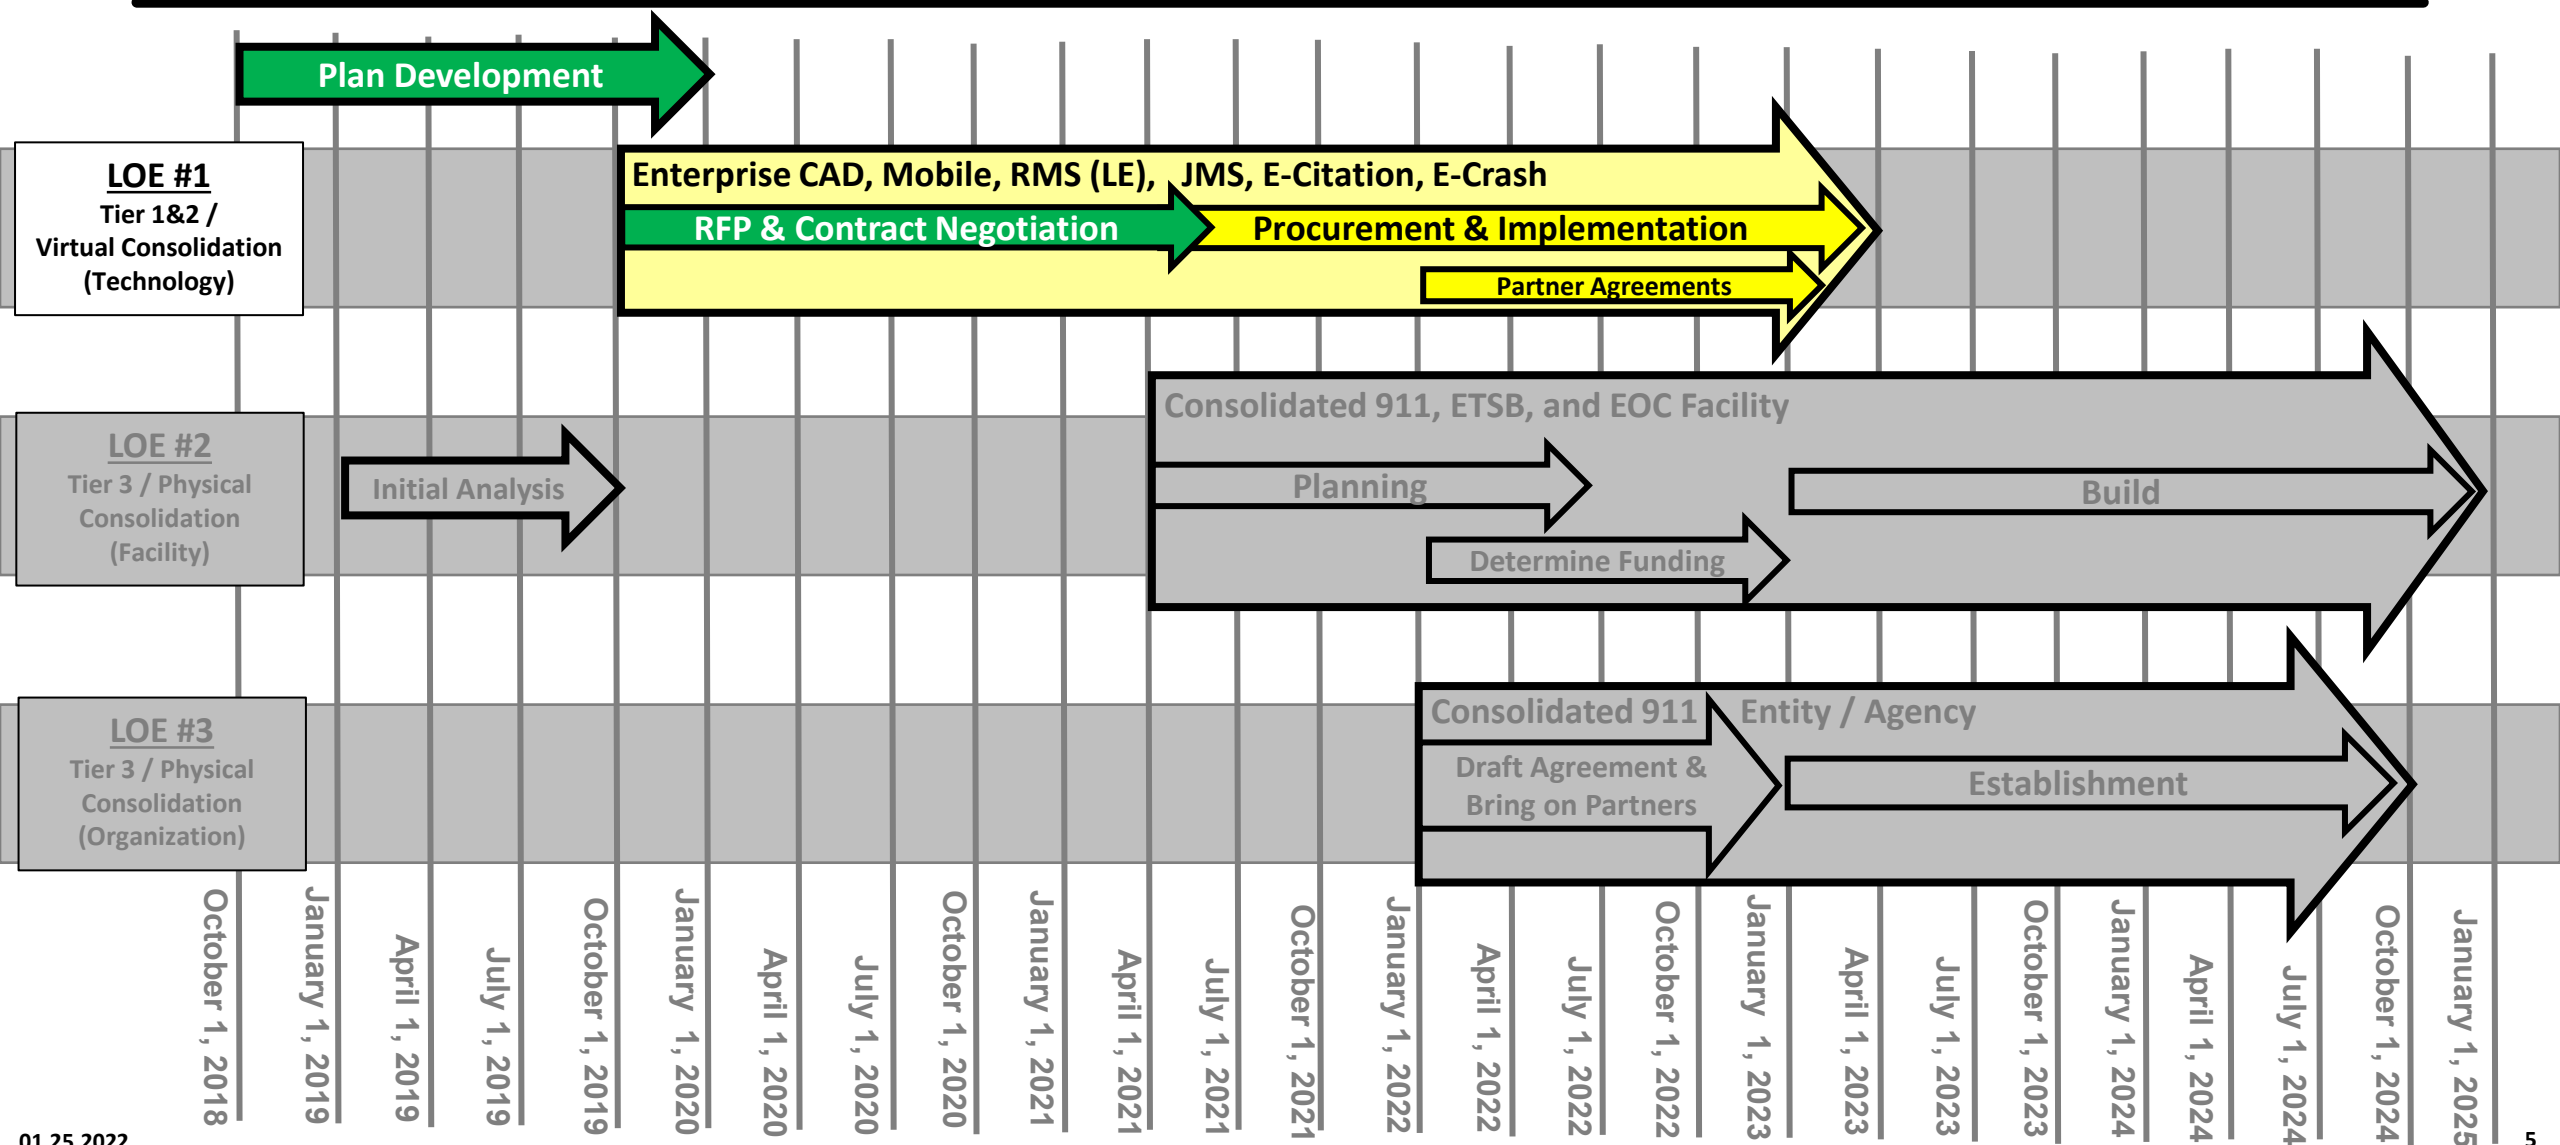 Plan Development
LOE #1
Tier 1&2 /
Virtual Consolidation
(Technology)
Enterprise CAD, Mobile, RMS (LE), JMS, E-Citation, E-Crash
RFP & Contract Negotiation
Procurement & Implementation
Partner Agreements
LOE #2
Tier 3 / Physical
Consolidation
(Facility)
Initial Analysis
Consolidated 911, ETSB, and EOC Facility
Planning
Build
Determine Funding
LOE #3
Tier 3 / Physical
Consolidation
(Organization)
Consolidated 911 Entity / Agency
Draft Agreement &
Bring on Partners
Establishment
October 1, 2018
January 1, 2019
April 1, 2019
July 1, 2019
October 1, 2019
January 1, 2020
April 1, 2020
July 1, 2020
October 1, 2020
January 1, 2021
April 1, 2021
July 1, 2021
October 1, 2021
January 1, 2022
April 1, 2022
July 1, 2022
October 1, 2022
January 1, 2023
April 1, 2023
July 1, 2023
October 1, 2023
January 1, 2024
April 1, 2024
July 1, 2024
October 1, 2024
January 1, 2025
01.25.2022
5